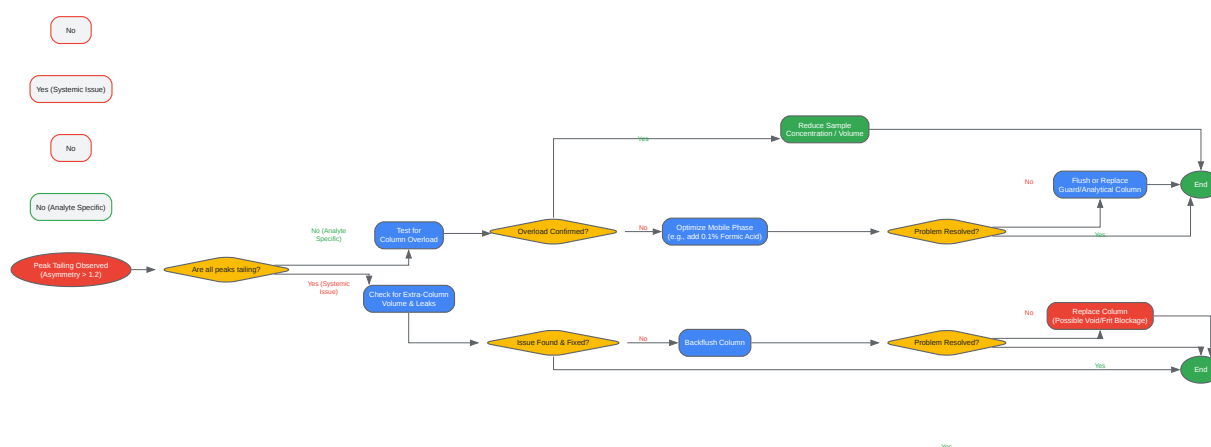 No
Yes (Systemic Issue)
No
No (Analyte Specific)
Peak Tailing Observed
(Asymmetry > 1.2)
Are all peaks tailing?
No (Analyte
Specific)
Yes (Systemic
Issue)
Test for
Column Overload
Check for Extra-Column
Volume & Leaks
Overload Confirmed?
Yes
No
Reduce Sample
Concentration / Volume
Optimize Mobile Phase
(e.g., add 0.1% Formic Acid)
Problem Resolved?
No
Yes
Flush or Replace
Guard/Analytical Column
End
Issue Found & Fixed?
No
Backflush Column
Problem Resolved?
No
Yes
Replace Column
(Possible Void/Frit Blockage)
End
Yes